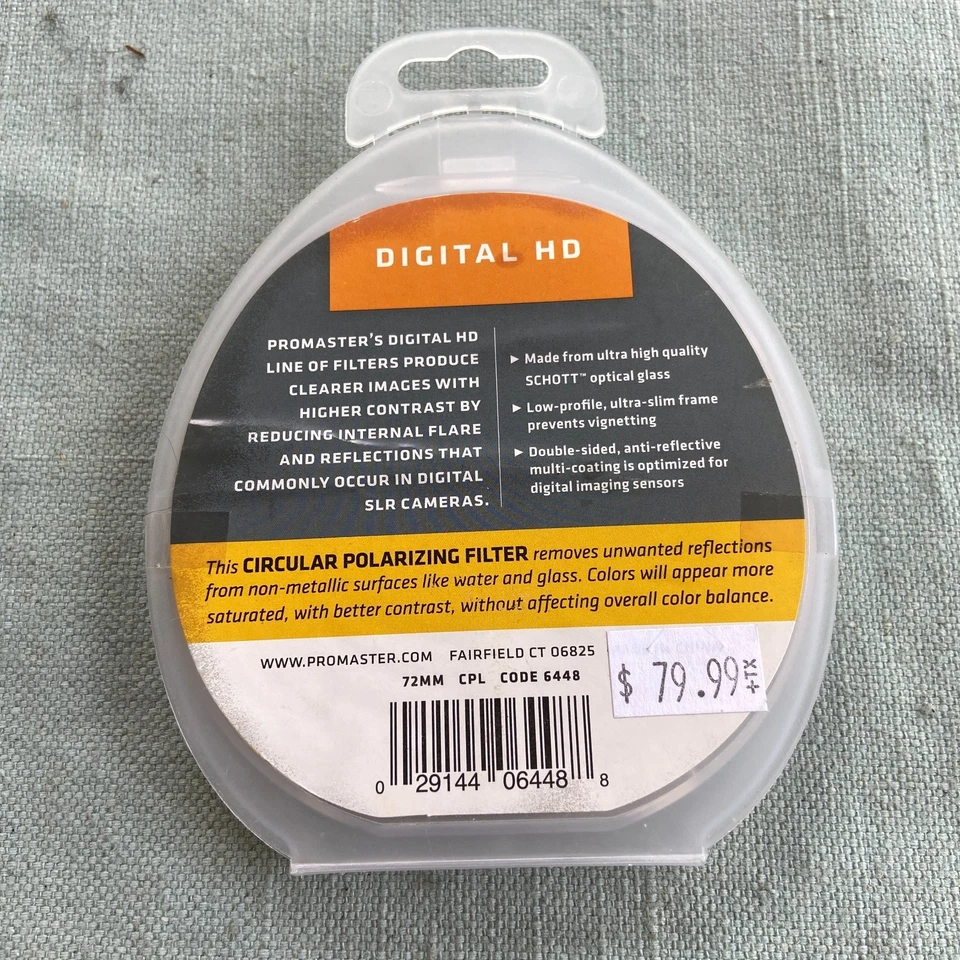 DIGITAL HD
PROMASTER'S DIGITAL HD
LINE OF FILTERS PRODUCE
CLEARER IMAGES WITH
HIGHER CONTRAST BY
REDUCING INTERNAL FLARE
AND REFLECTIONS THAT
COMMONLY OCCUR IN DIGITAL
SLR CAMERAS.
▶ Made from ultra high quality
SCHOTT™ optical glass
▶ Low-profile, ultra-slim frame
prevents vignetting
▶ Double-sided, anti-reflective
multi-coating is optimized for
digital imaging sensors
This CIRCULAR POLARIZING FILTER removes unwanted reflections
from non-metallic surfaces like water and glass. Colors will appear more
saturated, with better contrast, without affecting overall color balance.
WWW.PROMASTER.COM FAIRFIELD CT 06825
72MM CPL CODE 6448
$ 79.99 +TX
0 29144 06448 8